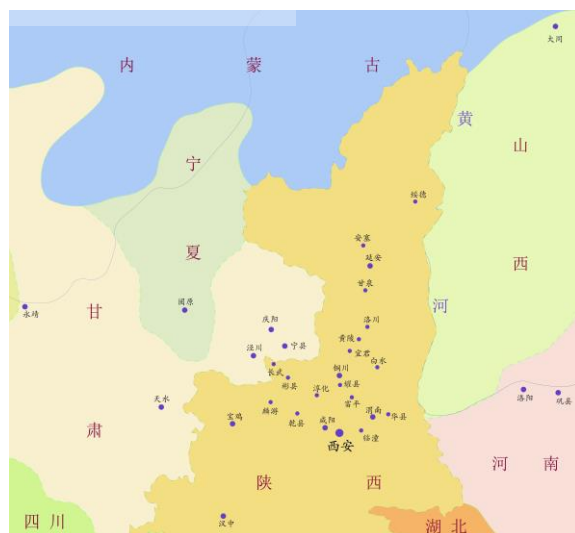 大同
内 蒙 古
黄
山
宁
绥德
安塞
夏
延安
西
甘泉
固原
河
永靖
甘
洛川
庆阳
黄陵
宁县
宜君
泾川
白水
长武
铜川
彬县
耀县
洛阳
巩县
淳化
富平
天水
麟游
渭南
华县
宝鸡
乾县
咸阳
临潼
肃
西安
河 南
陕 西
四川
汉中
湖北